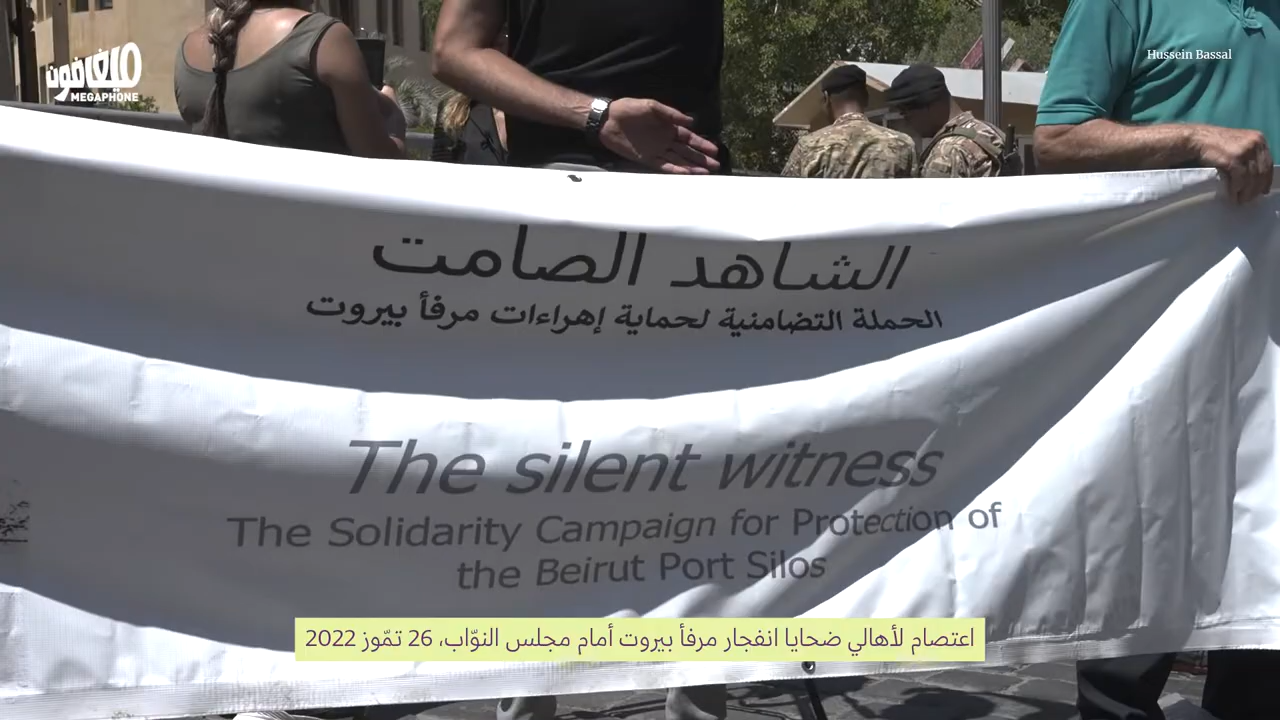 ميغافون
MEGAPHONE
Hussein Bassal
الشاهد الصامت
الحملة التضامنية لحماية إهراءات مرفأ بيروت
The silent witness
The Solidarity Campaign for Protection of
the Beirut Port Silos
اعتصام لأهالي ضحايا انفجار مرفأ بيروت أمام مجلس النوّاب، 26 تمّوز 2022